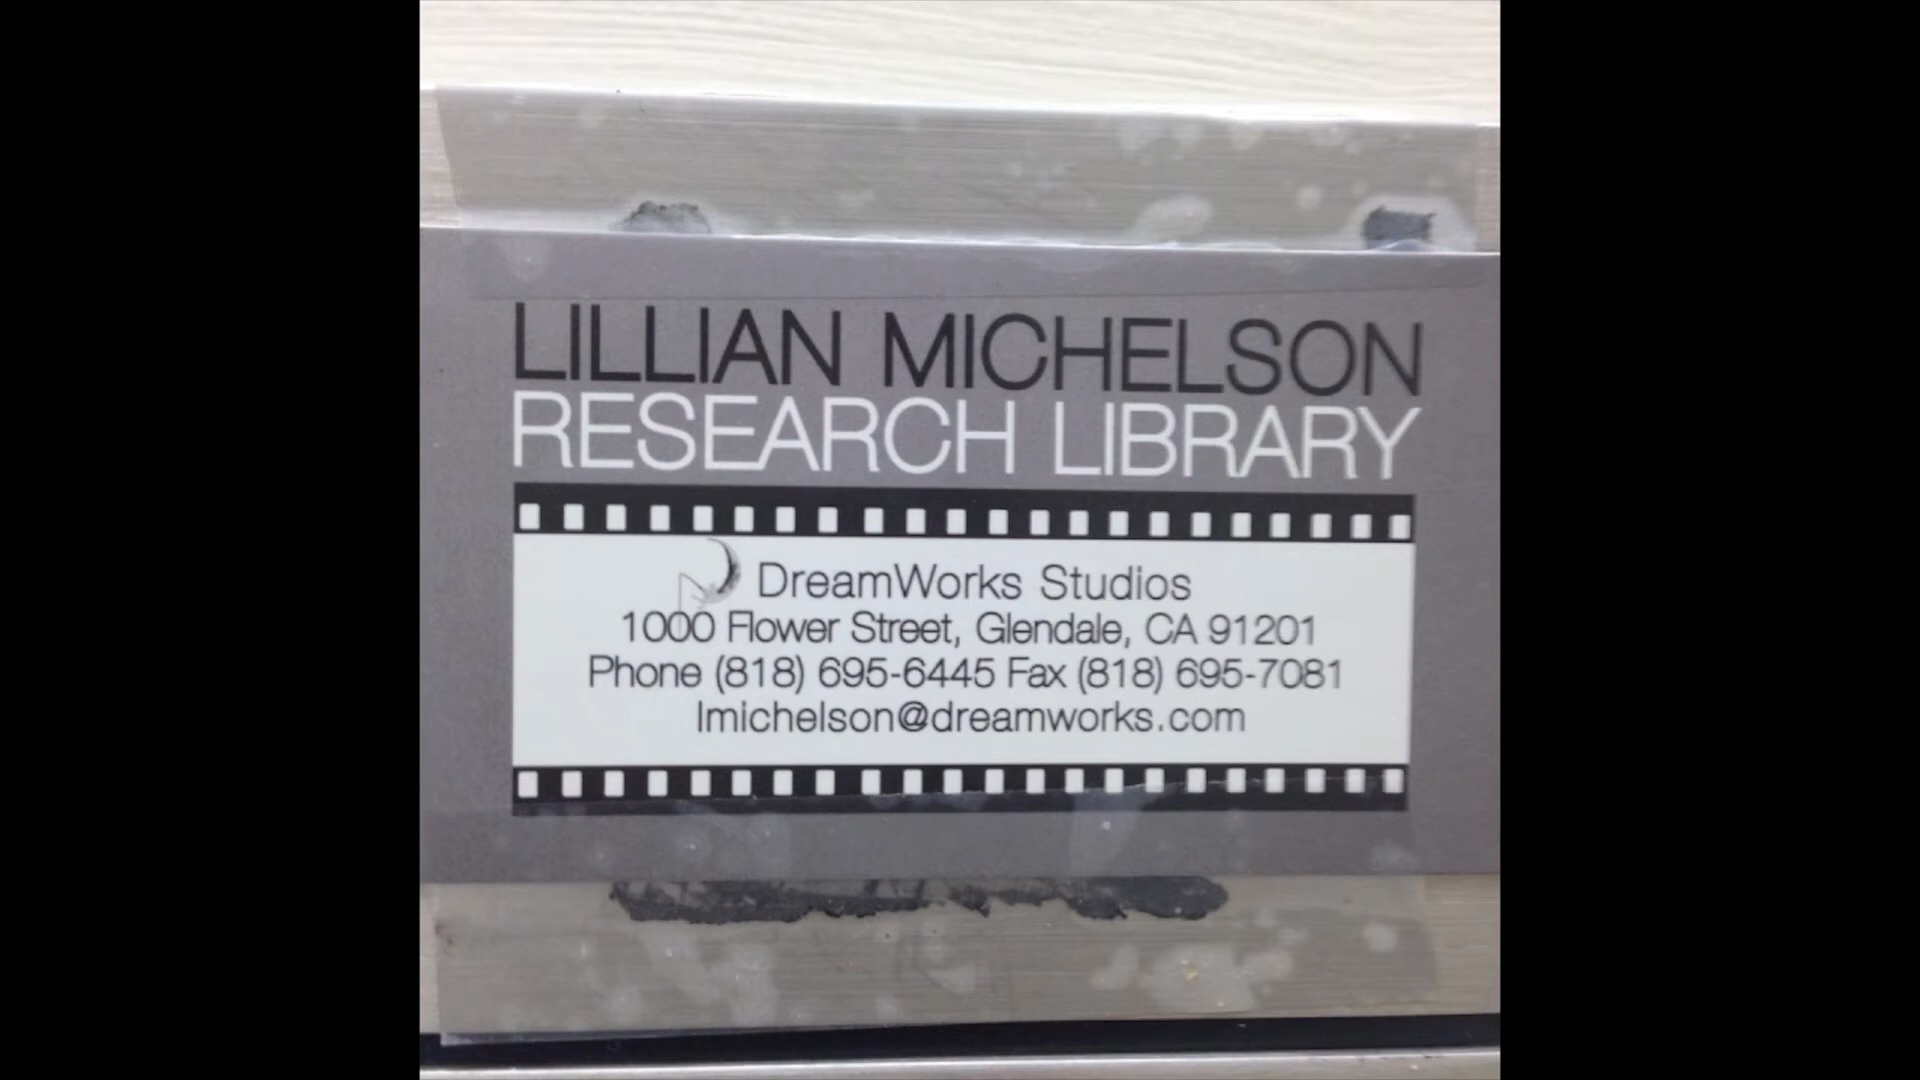 LILLIAN MICHELSON
RESEARCH LIBRARY
DreamWorks Studios
1000 Flower Street, Glendale, CA 91201
Phone (818) 695-6445 Fax (818) 695-7081
lmichelson@dreamworks.com